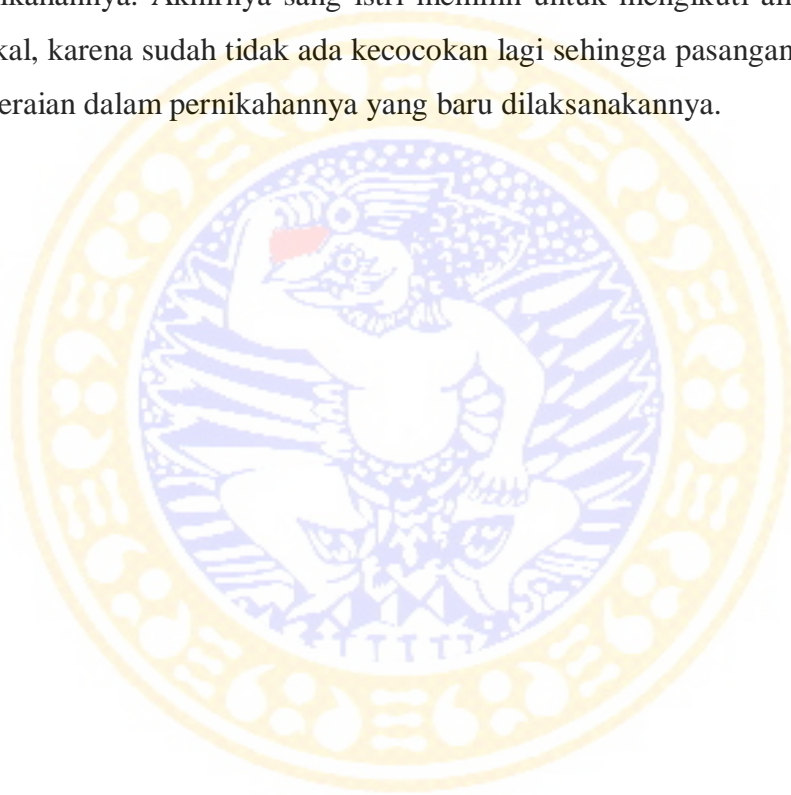 ikahannya. Akhirnya sang istri memilih untuk mengikuti
kal, karena sudah tidak ada kecocokan lagi sehingga pasangan
eraian dalam pernikahannya yang baru dilaksanakannya.